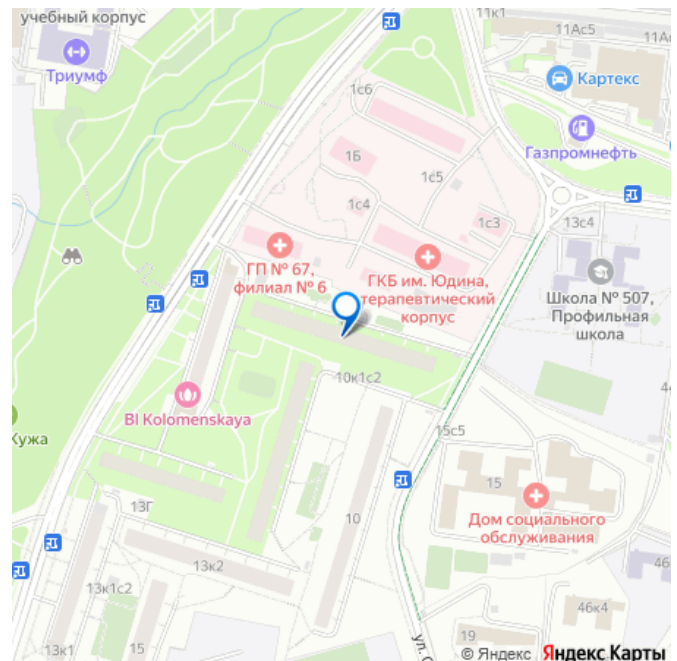 учебный корпус
Триумф
11к1
11Ас5
11А
Картекс
Газпромнефть
1с6
1Б
1с5
1с4
1с3
13с4
ГП № 67,
филиал № 6
ГКБ им. Юдина,
терапевтический
корпус
Школа № 507,
Профильная
школа
10к1с2
BI Kolomenskaya
Кужа
15с5
15
Дом социального
обслуживания
13Г
10
13к2
13к1с2
13к1
15
46
46к4
19
ул. С
© Яндекс Яндекс Карты